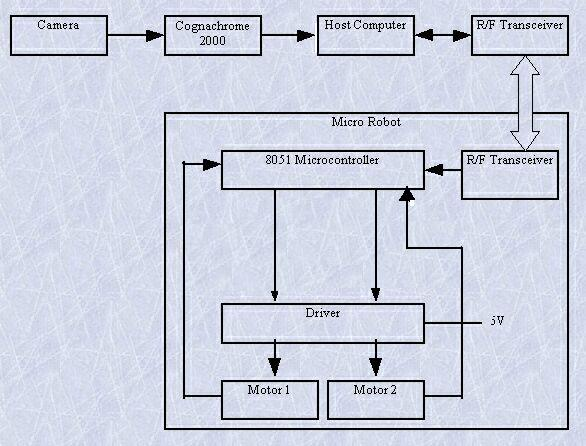 Camera
Cognachrome
2000
Host Computer
R/F Transceiver
Micro Robot
8051 Microcontroller
R/F Transceiver
Driver
5V
Motor 1
Motor 2